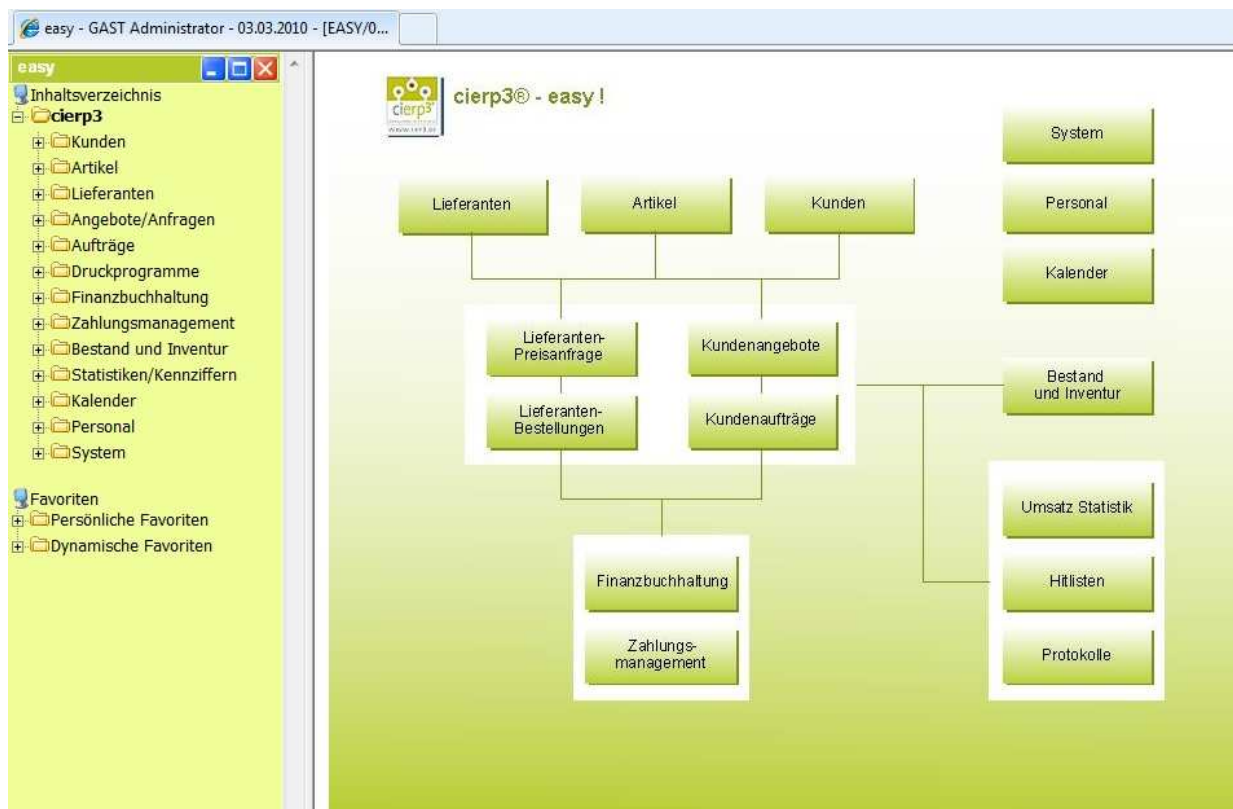 easy - GAST Administrator - 03.03.2010 - [EASY/0...
easy
Inhaltsverzeichnis
cierp3
Kunden
Artikel
Lieferanten
Angebote/Anfragen
Aufträge
Druckprogramme
Finanzbuchhaltung
Zahlungsmanagement
Bestand und Inventur
Statistiken/Kennziffern
Kalender
Personal
System
Favoriten
Persönliche Favoriten
Dynamische Favoriten
cierp3
cierp3® - easy !
System
Lieferanten
Artikel
Kunden
Personal
Kalender
Lieferanten-
Preisanfrage
Kundenangebote
Bestand
und Inventur
Lieferanten-
Bestellungen
Kundenaufträge
Umsatz Statistik
Finanzbuchhaltung
Hitlisten
Zahlungs-
management
Protokolle